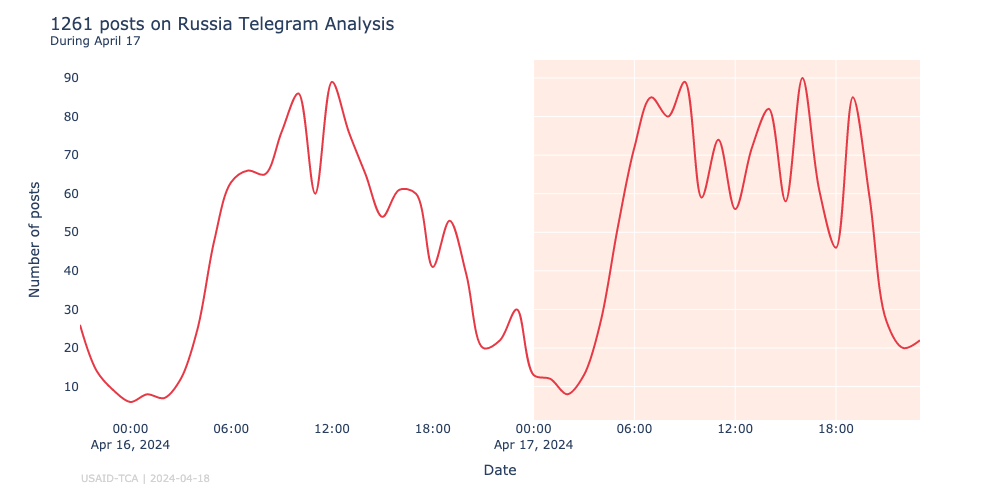 1261 posts on Russia Telegram Analysis
During April 17
Number of posts
90
80
70
60
50
40
30
20
10
00:00 06:00 12:00 18:00 00:00 06:00 12:00 18:00
Apr 16, 2024 Apr 17, 2024
Date
USAID-TCA | 2024-04-18